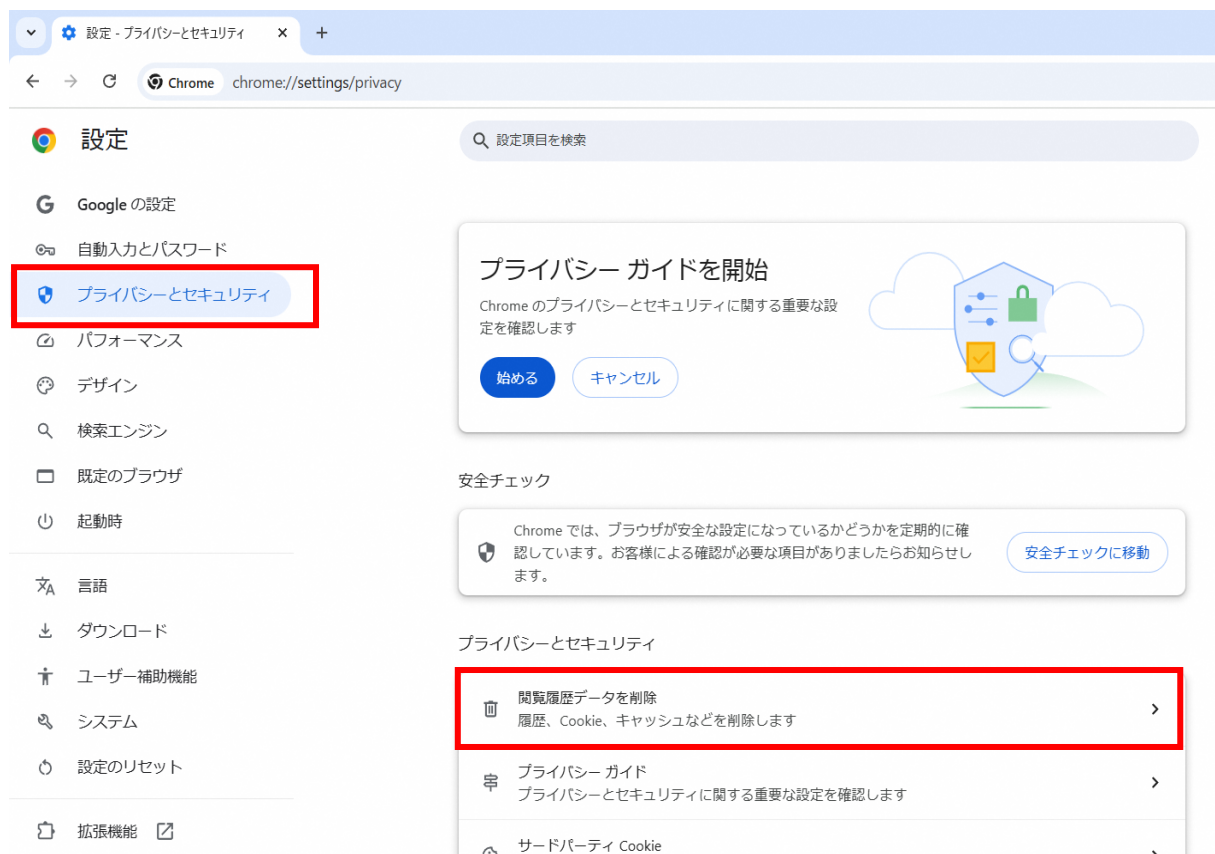 設定 - プライバシーとセキュリティ
Chrome chrome://settings/privacy
設定
設定項目を検索
Google の設定
自動入力とパスワード
プライバシーとセキュリティ
パフォーマンス
デザイン
検索エンジン
既定のブラウザ
起動時
言語
ダウンロード
ユーザー補助機能
システム
設定のリセット
拡張機能
プライバシー ガイドを開始
Chrome のプライバシーとセキュリティに関する重要な設
定を確認します
始める キャンセル
安全チェック
Chrome では、ブラウザが安全な設定になっているかどうかを定期的に確
認しています。お客様による確認が必要な項目がありましたらお知らせし
ます。
安全チェックに移動
プライバシーとセキュリティ
閲覧履歴データを削除
履歴、Cookie、キャッシュなどを削除します
プライバシー ガイド
プライバシーとセキュリティに関する重要な設定を確認します
サードパーティ Cookie